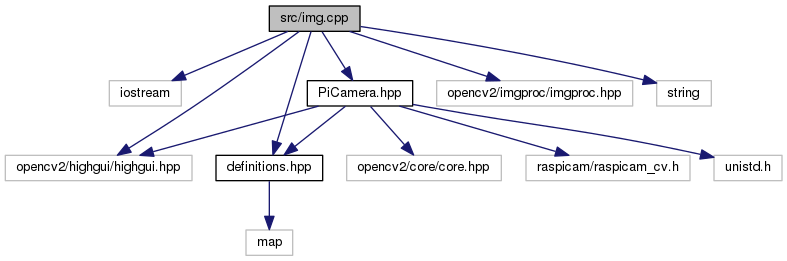 src/img.cpp
iostream
PiCamera.hpp
opencv2/imgproc/imgproc.hpp
string
opencv2/highgui/highgui.hpp
definitions.hpp
opencv2/core/core.hpp
raspicam/raspicam_cv.h
unistd.h
map